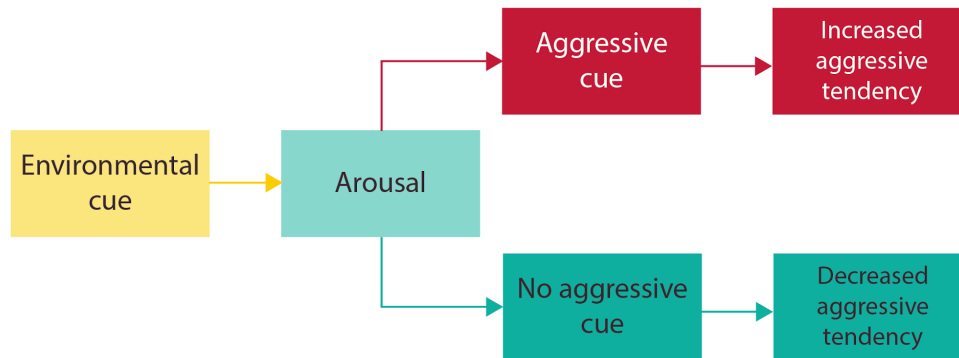 Environmental
cue
Arousal
Aggressive
cue
Increased
aggressive
tendency
No aggressive
cue
Decreased
aggressive
tendency